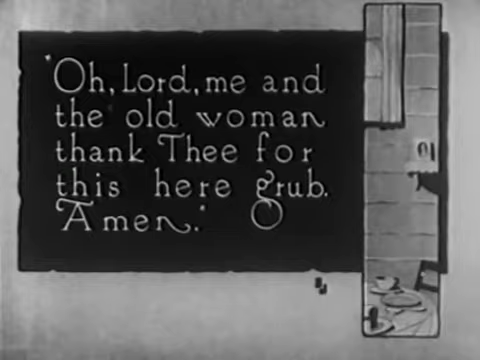 "Oh, Lord, me and
the old woman
thank Thee for
this here grub.
Amen."